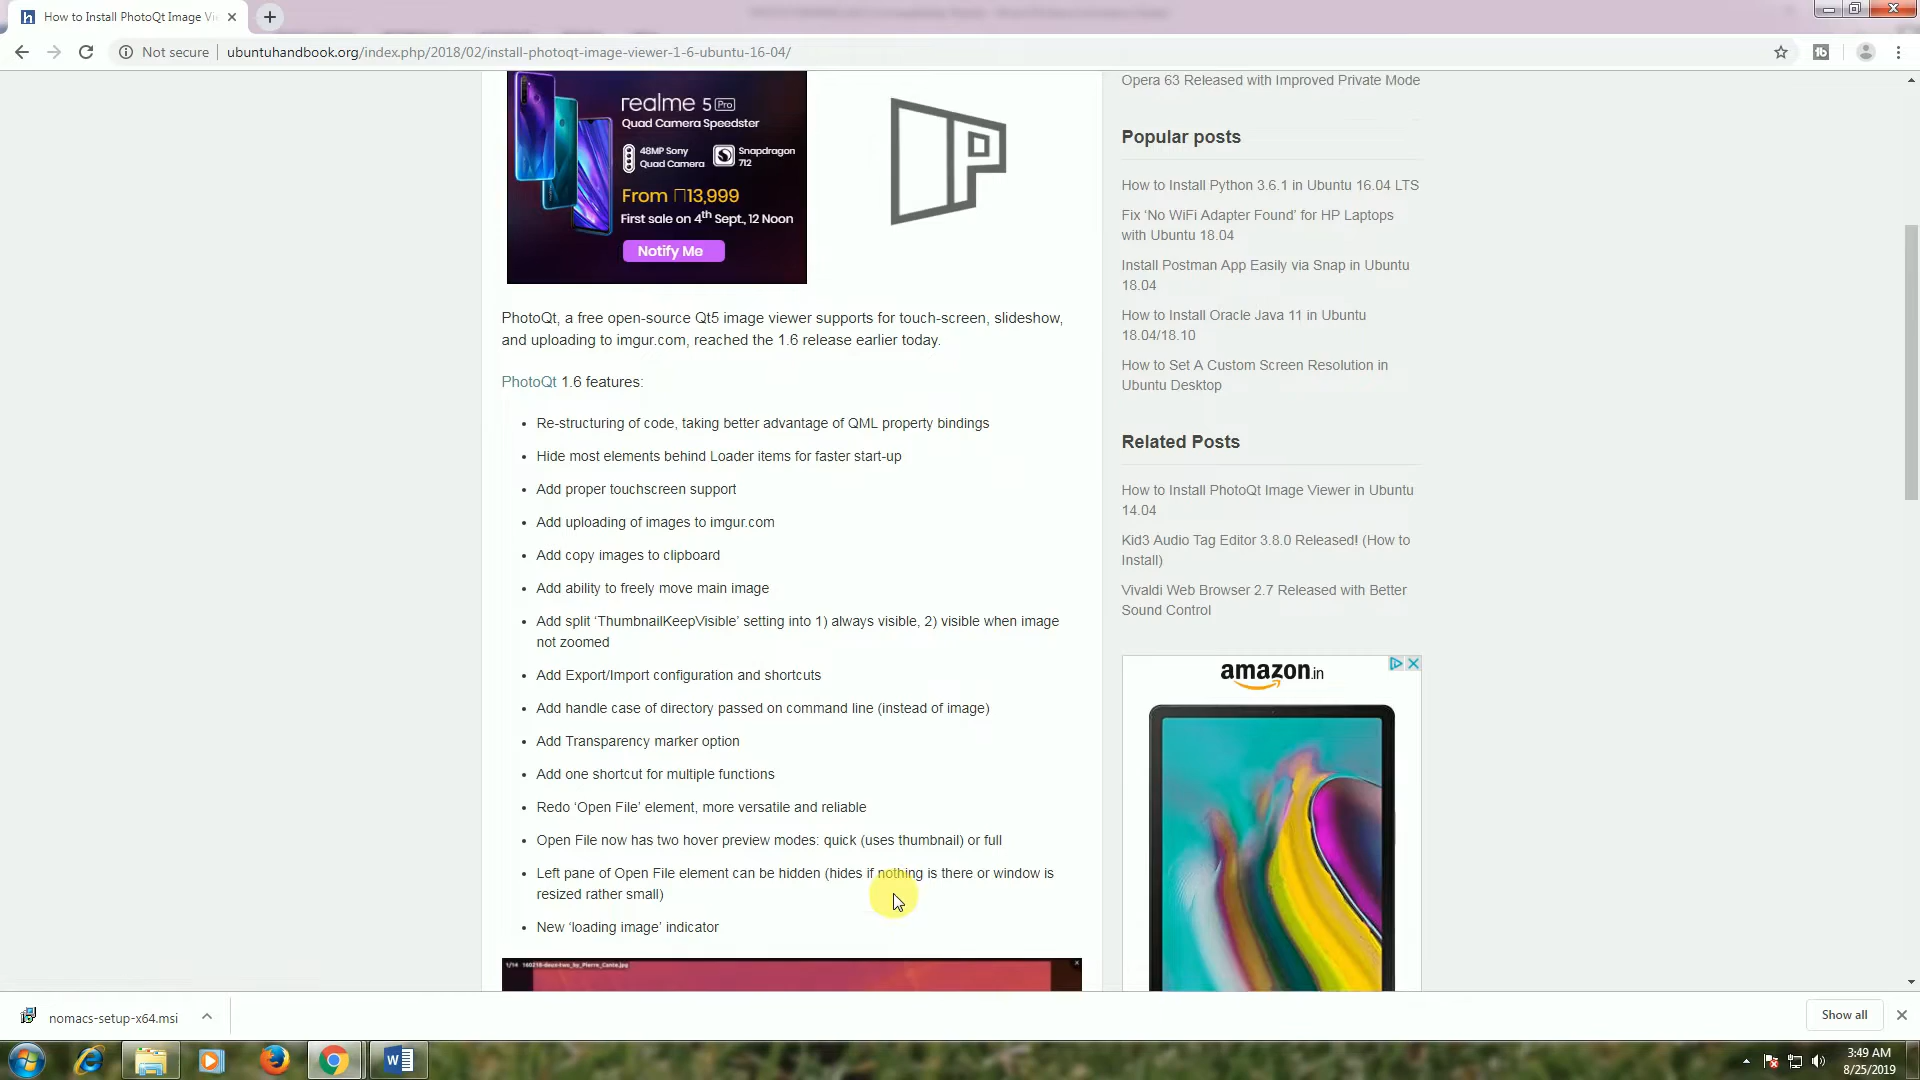 How to Install PhotoQt Image Vi
Not secure
ubuntuhandbook.org/index.php/2018/02/install-photoqt-image-viewer-1-6-ubuntu-16-04/
realme 5 Pro
Quad Camera Speedster
48MP Sony
Quad Camera
Snapdragon
712
From 13,999
First sale on 4th Sept., 12 Noon
Notify Me
P
PhotoQt, a free open-source Qt5 image viewer supports for touch-screen, slideshow,
and uploading to imgur.com, reached the 1.6 release earlier today.
PhotoQt 1.6 features:
• Re-structuring of code, taking better advantage of QML property bindings
• Hide most elements behind Loader items for faster start-up
• Add proper touchscreen support
• Add uploading of images to imgur.com
• Add copy images to clipboard
• Add ability to freely move main image
• Add split ‘ThumbnailKeepVisible’ setting into 1) always visible, 2) visible when image
not zoomed
• Add Export/Import configuration and shortcuts
• Add handle case of directory passed on command line (instead of image)
• Add Transparency marker option
• Add one shortcut for multiple functions
• Redo ‘Open File’ element, more versatile and reliable
• Open File now has two hover preview modes: quick (uses thumbnail) or full
• Left pane of Open File element can be hidden (hides if nothing is there or window is
resized rather small)
• New ‘loading image’ indicator
1/14 160218-deux-two_by_Pierre_Cante.jpg
Opera 63 Released with Improved Private Mode
Popular posts
How to Install Python 3.6.1 in Ubuntu 16.04 LTS
Fix ‘No WiFi Adapter Found’ for HP Laptops
with Ubuntu 18.04
Install Postman App Easily via Snap in Ubuntu
18.04
How to Install Oracle Java 11 in Ubuntu
18.04/18.10
How to Set A Custom Screen Resolution in
Ubuntu Desktop
Related Posts
How to Install PhotoQt Image Viewer in Ubuntu
14.04
Kid3 Audio Tag Editor 3.8.0 Released! (How to
Install)
Vivaldi Web Browser 2.7 Released with Better
Sound Control
amazon.in
nomacs-setup-x64.msi
Show all
3:49 AM
8/25/2019